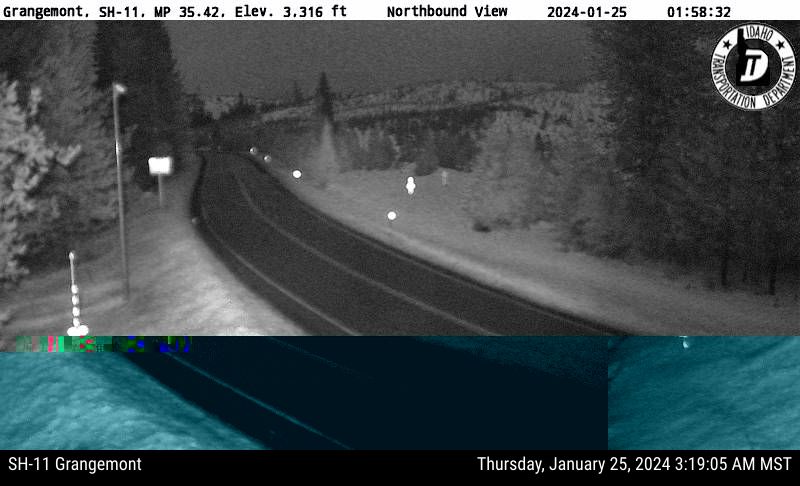 Grangemont, SH-11, MP 35.42, Elev. 3,316 ft Northbound View 2024-01-25 01:58:32
IDAHO
TRANSPORTATION DEPARTMENT
SH-11 Grangemont Thursday, January 25, 2024 3:19:05 AM MST